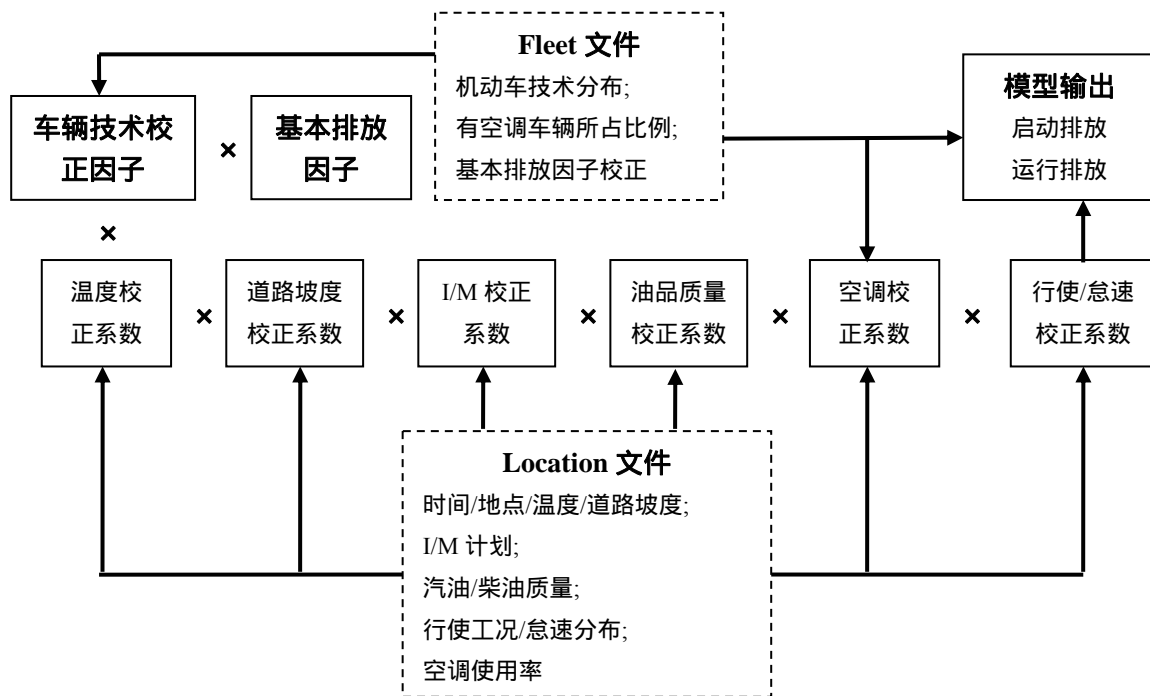 Fleet 文件
机动车技术分布;
有空调车辆所占比例;
基本排放因子校正
模型输出
启动排放
运行排放
车辆技术校
正因子
×
基本排放
因子
×
温度校
正系数
×
道路坡度
校正系数
×
I/M 校正
系数
×
油品质量
校正系数
×
空调校
正系数
×
行使/怠速
校正系数
Location 文件
时间/地点/温度/道路坡度;
I/M 计划;
汽油/柴油质量;
行使工况/怠速分布;
空调使用率